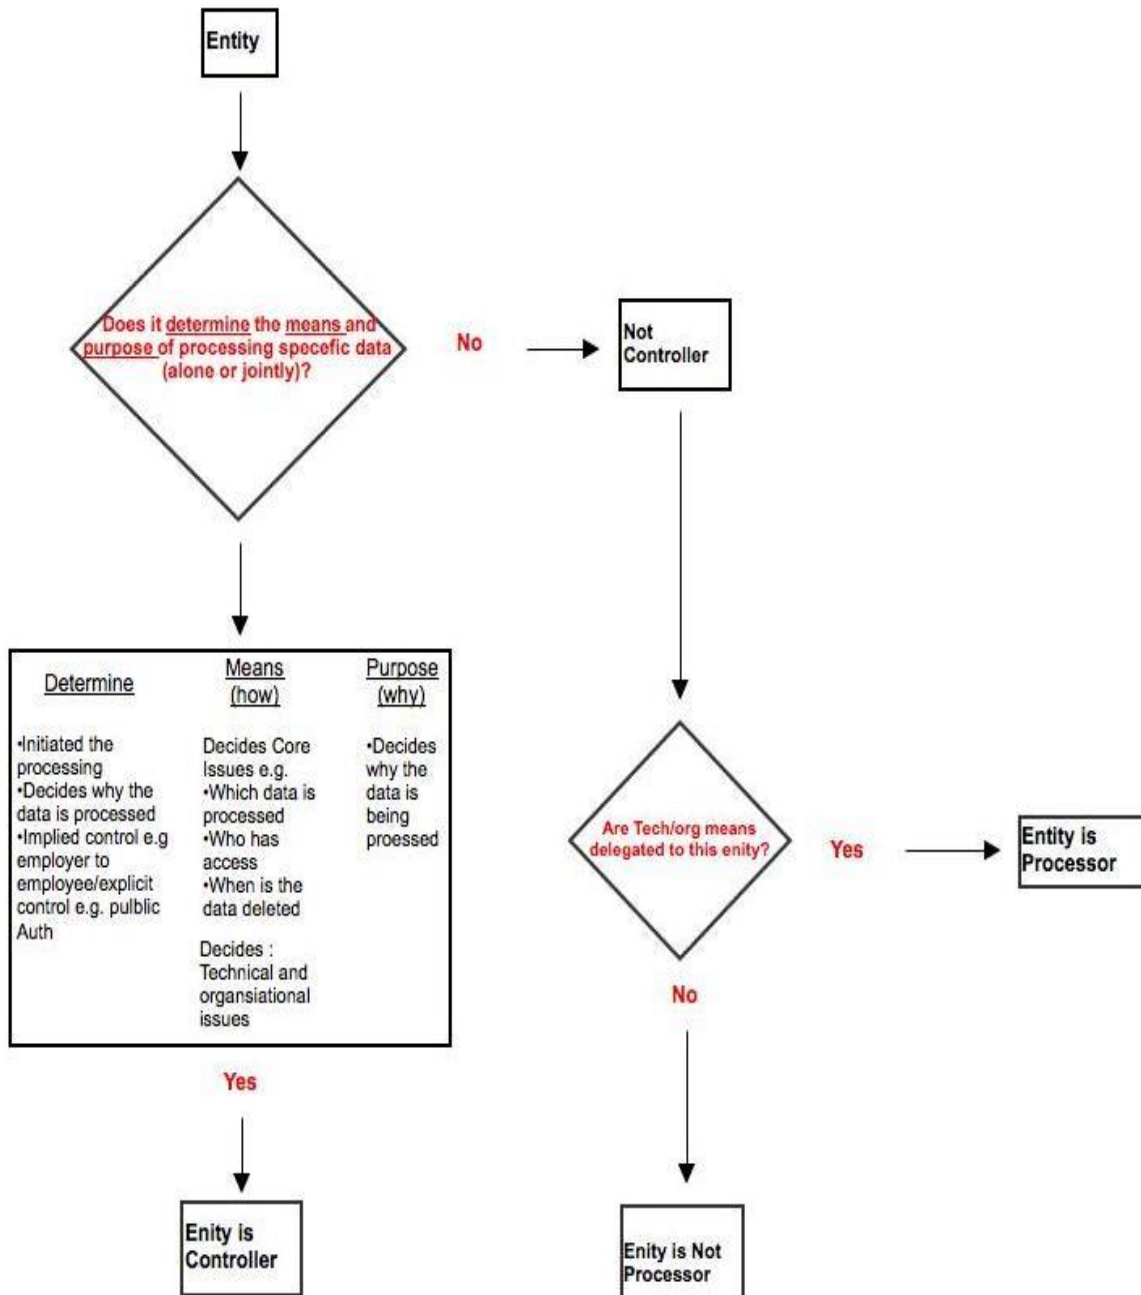 Entity
Does it determine the means and
purpose of processing specefic data
(alone or jointly)?
No
Not
Controller
Determine
Means
(how)
Purpose
(why)
•Initiated the
processing
•Decides why the
data is processed
•Implied control e.g
employer to
employee/explicit
control e.g. pulblic
Auth
Decides Core
Issues e.g.
•Which data is
processed
•Who has
access
•When is the
data deleted
Decides :
Technical and
organsiational
issues
•Decides
why the
data is
being
proessed
Are Tech/org means
delegated to this enity?
Yes
Entity is
Processor
No
Yes
Enity is
Controller
Enity is Not
Processor